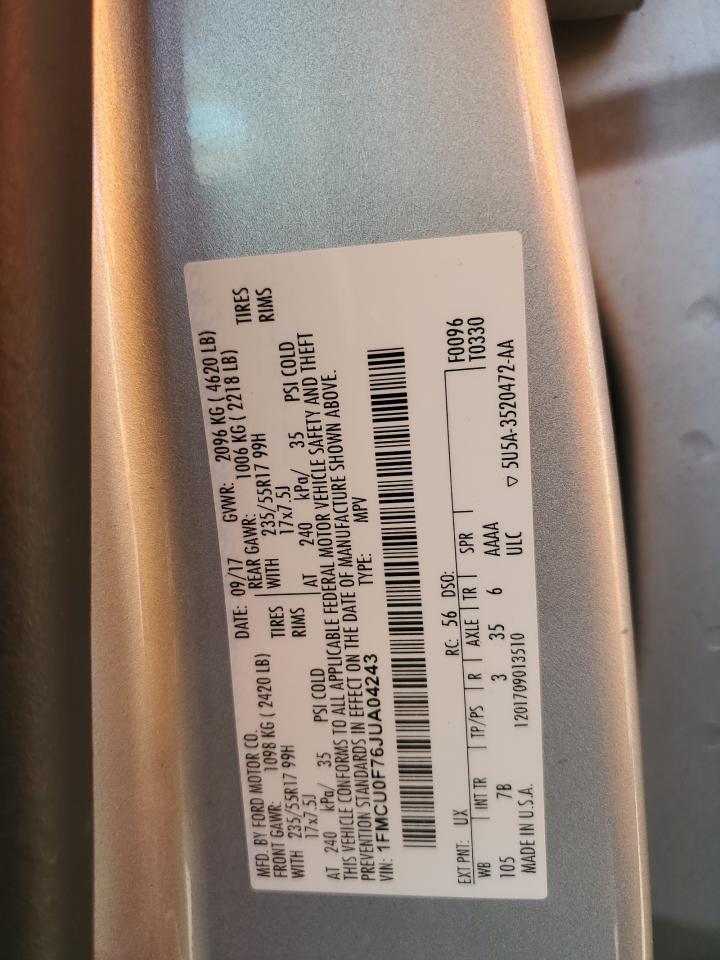 MFD. BY FORD MOTOR CO. DATE: 09/17 GVWR: 2096 KG ( 4620 LB)
FRONT GAWR: 1098 KG ( 2420 LB) REAR GAWR: 1006 KG ( 2218 LB)
WITH 235/55R17 99H TIRES WITH 235/55R17 99H TIRES
17x7.5J RIMS 17x7.5J RIMS
AT 240 kPa/ 35 PSI COLD AT 240 kPa/ 35 PSI COLD
THIS VEHICLE CONFORMS TO ALL APPLICABLE FEDERAL MOTOR VEHICLE SAFETY AND THEFT
PREVENTION STANDARDS IN EFFECT ON THE DATE OF MANUFACTURE SHOWN ABOVE.
VIN: 1FMCU0F76JUA04243 TYPE: MPV
EXT PNT: UX RC: 56 DSO: F0096
WB INT TR TP/PS R AXLE TR SPR T0330
105 7B 3 35 6 AAAA
MADE IN U.S.A. 1201709013510 ULC ▽ 5U5A-3520472-AA